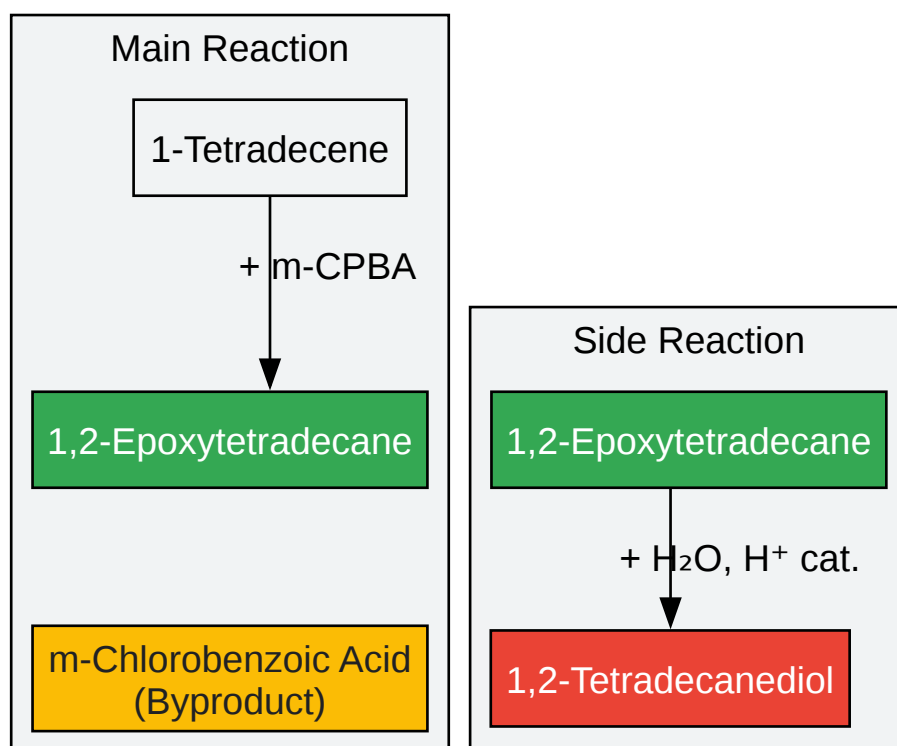 Main Reaction
1-Tetradecene
+ m-CPBA
1,2-Epoxytetradecane
m-Chlorobenzoic Acid
(Byproduct)
Side Reaction
1,2-Epoxytetradecane
+ H₂O, H⁺ cat.
1,2-Tetradecanediol